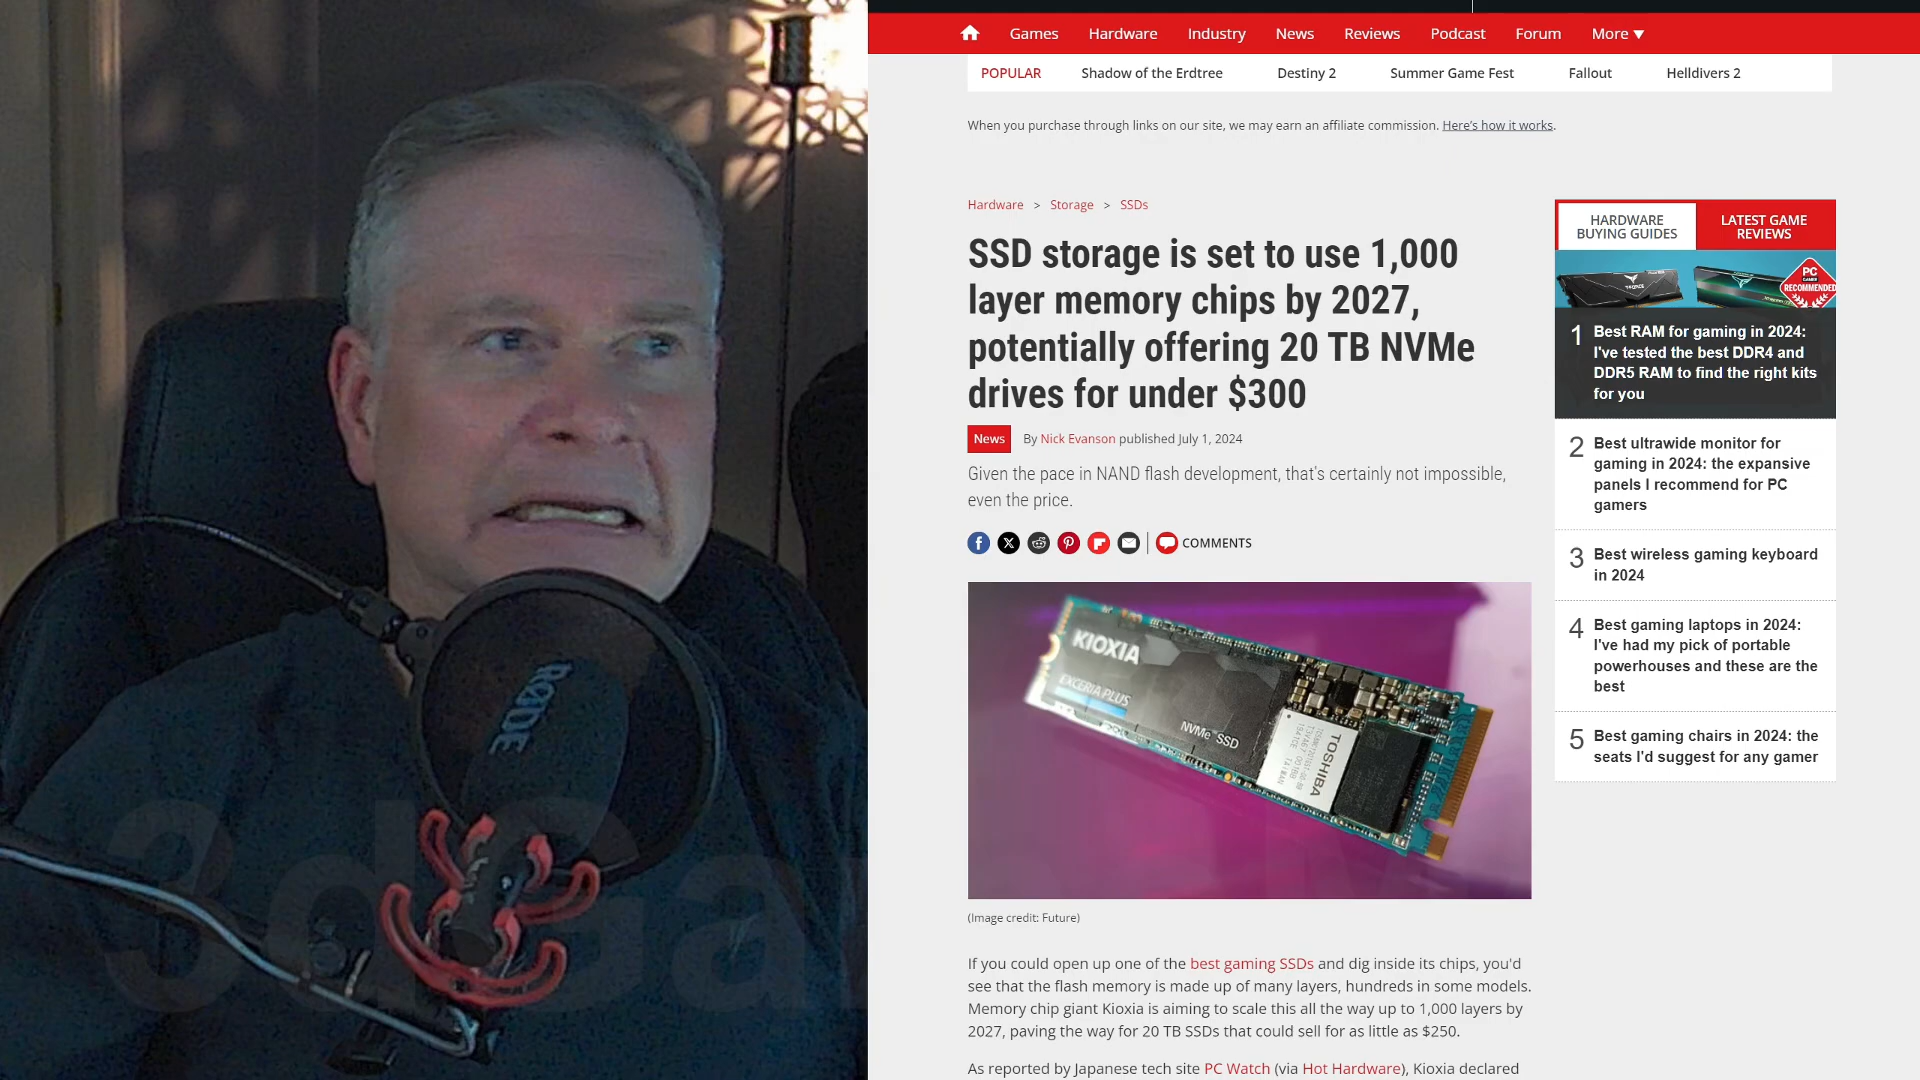 Games Hardware Industry News Reviews Podcast Forum More ▼
POPULAR Shadow of the Erdtree Destiny 2 Summer Game Fest Fallout Helldivers 2
When you purchase through links on our site, we may earn an affiliate commission. Here's how it works.
Hardware > Storage > SSDs
SSD storage is set to use 1,000
layer memory chips by 2027,
potentially offering 20 TB NVMe
drives for under $300
News By Nick Evanson published July 1, 2024
Given the pace in NAND flash development, that's certainly not impossible,
even the price.
COMMENTS
KIOXIA
EXCERIA PLUS
NVMe SSD
TOSHIBA
TAIWAN
(Image credit: Future)
If you could open up one of the best gaming SSDs and dig inside its chips, you'd
see that the flash memory is made up of many layers, hundreds in some models.
Memory chip giant Kioxia is aiming to scale this all the way up to 1,000 layers by
2027, paving the way for 20 TB SSDs that could sell for as little as $250.
As reported by Japanese tech site PC Watch (via Hot Hardware), Kioxia declared
HARDWARE
BUYING GUIDES
LATEST GAME
REVIEWS
T-FORCE
PC
GAMER
RECOMMENDED
1 Best RAM for gaming in 2024:
I've tested the best DDR4 and
DDR5 RAM to find the right kits
for you
2 Best ultrawide monitor for
gaming in 2024: the expansive
panels I recommend for PC
gamers
3 Best wireless gaming keyboard
in 2024
4 Best gaming laptops in 2024:
I've had my pick of portable
powerhouses and these are the
best
5 Best gaming chairs in 2024: the
seats I'd suggest for any gamer
RØDE
3dGa